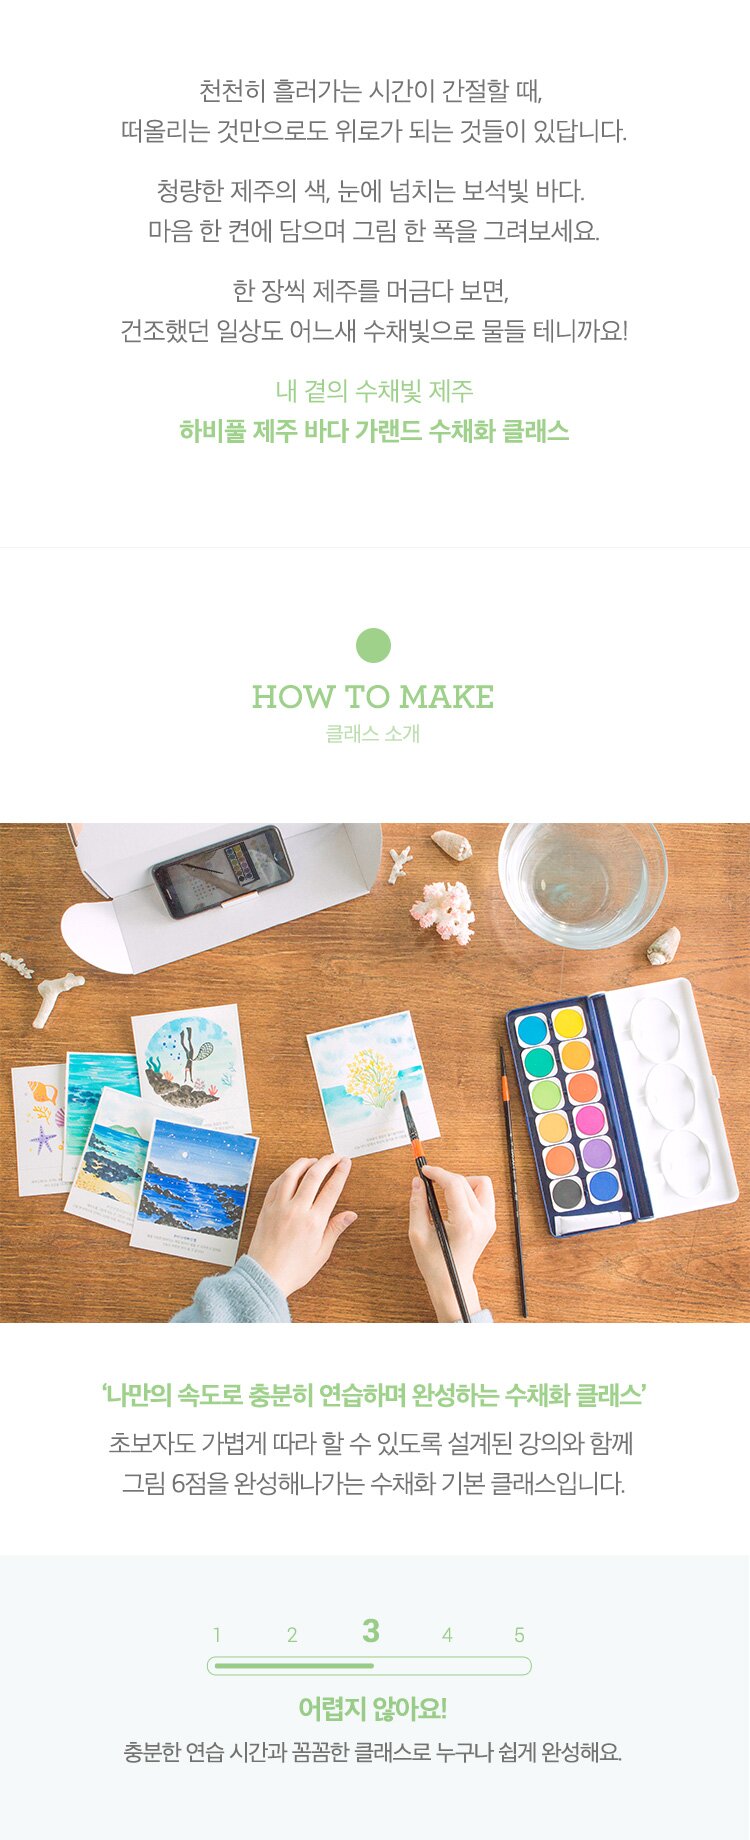 천천히 흘러가는 시간이 간절할 때,
떠올리는 것만으로도 위로가 되는 것들이 있답니다.
청량한 제주의 색, 눈에 넘치는 보석빛 바다.
마음 한 켠에 담으며 그림 한 폭을 그려보세요.
한 장씩 제주를 머금다 보면,
건조했던 일상도 어느새 수채빛으로 물들 테니까요!
내 곁의 수채빛 제주
하비풀 제주 바다 가랜드 수채화 클래스
HOW TO MAKE
클래스 소개
‘나만의 속도로 충분히 연습하며 완성하는 수채화 클래스’
초보자도 가볍게 따라 할 수 있도록 설계된 강의와 함께
그림 6점을 완성해나가는 수채화 기본 클래스입니다.
1 2 3 4 5
어렵지 않아요!
충분한 연습 시간과 꼼꼼한 클래스로 누구나 쉽게 완성해요.